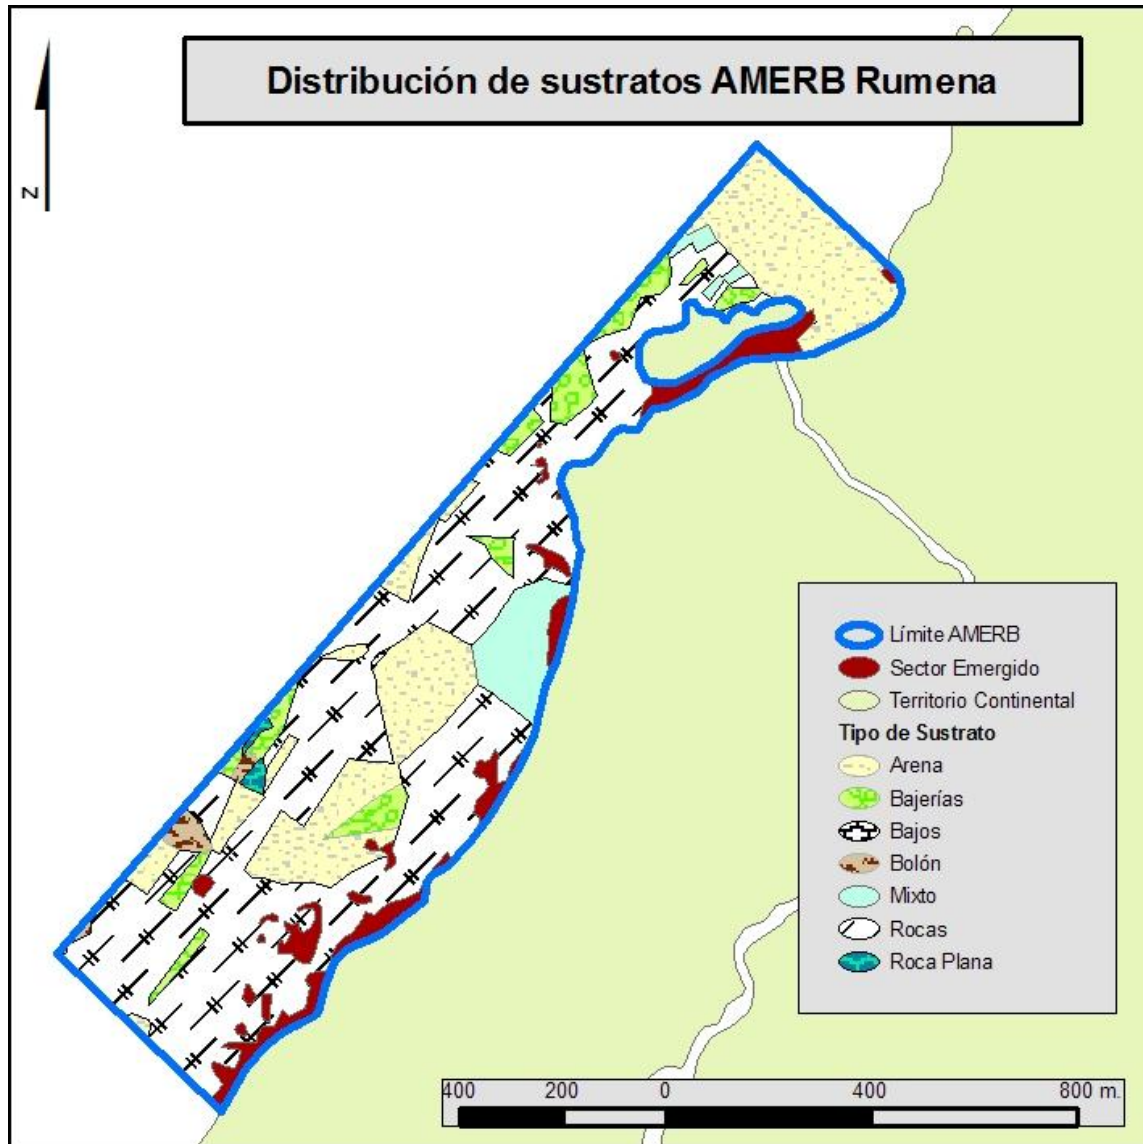 Distribución de sustratos AMERB Rumena
N
Límite AMERB
Sector Emergido
Territorio Continental
Tipo de Sustrato
Arena
Bajerías
Bajos
Bolón
Mixto
Rocas
Roca Plana
400 200 0 400 800 m.